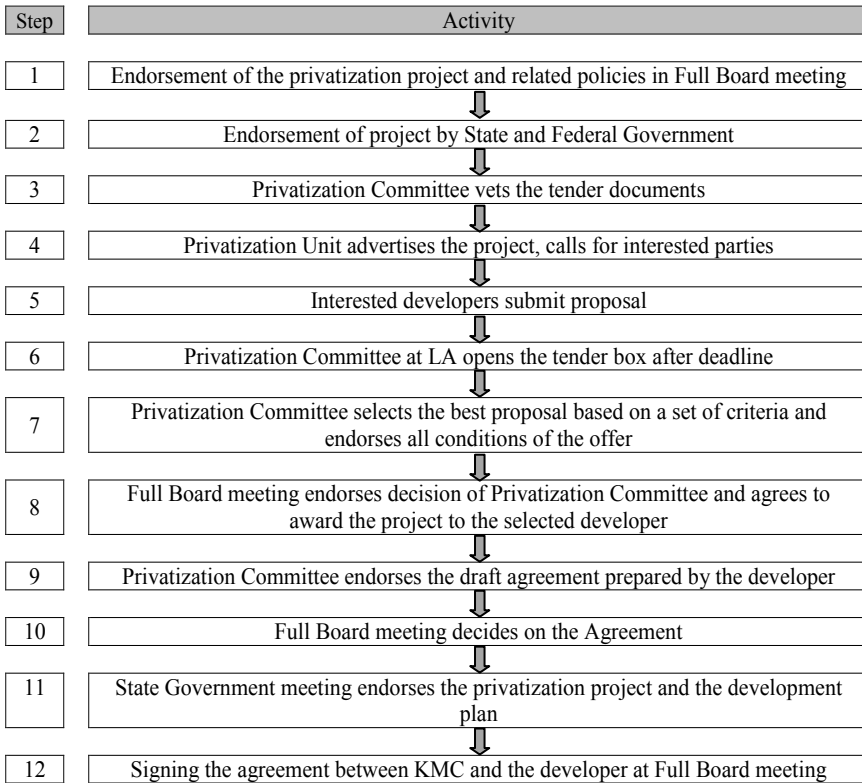 Step Activity
1 Endorsement of the privatization project and related policies in Full Board meeting
2 Endorsement of project by State and Federal Government
3 Privatization Committee vets the tender documents
4 Privatization Unit advertises the project, calls for interested parties
5 Interested developers submit proposal
6 Privatization Committee at LA opens the tender box after deadline
7 Privatization Committee selects the best proposal based on a set of criteria and
endorses all conditions of the offer
8 Full Board meeting endorses decision of Privatization Committee and agrees to
award the project to the selected developer
9 Privatization Committee endorses the draft agreement prepared by the developer
10 Full Board meeting decides on the Agreement
11 State Government meeting endorses the privatization project and the development
plan
12 Signing the agreement between KMC and the developer at Full Board meeting